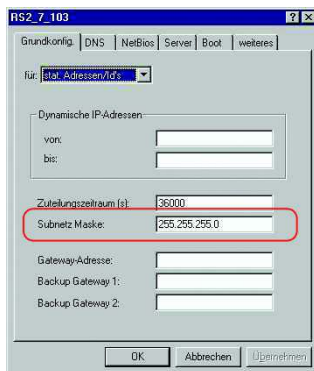 RS2_7_103
Grundkonfig. DNS NetBios Server Boot weiteres
für: stat. Adressen/Id's
Dynamische IP-Adressen
von:
bis:
Zuteilungszeitraum (s): 36000
Subnetz Maske: 255.255.255.0
Gateway-Adresse:
Backup Gateway 1:
Backup Gateway 2:
OK Abbrechen Übernehmen